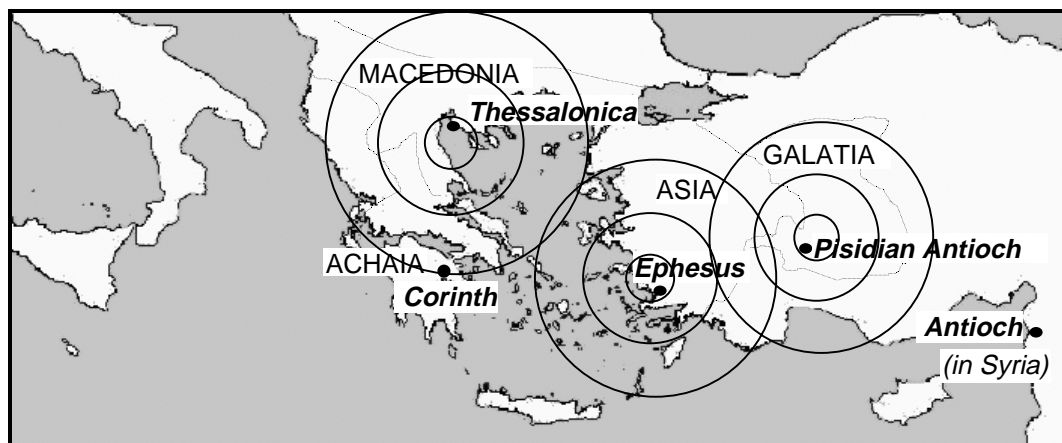 MACEDONIA
Thessalonica
GALATIA
ASIA
Pisidian Antioch
ACHAIA
Ephesus
Corinth
Antioch
(in Syria)